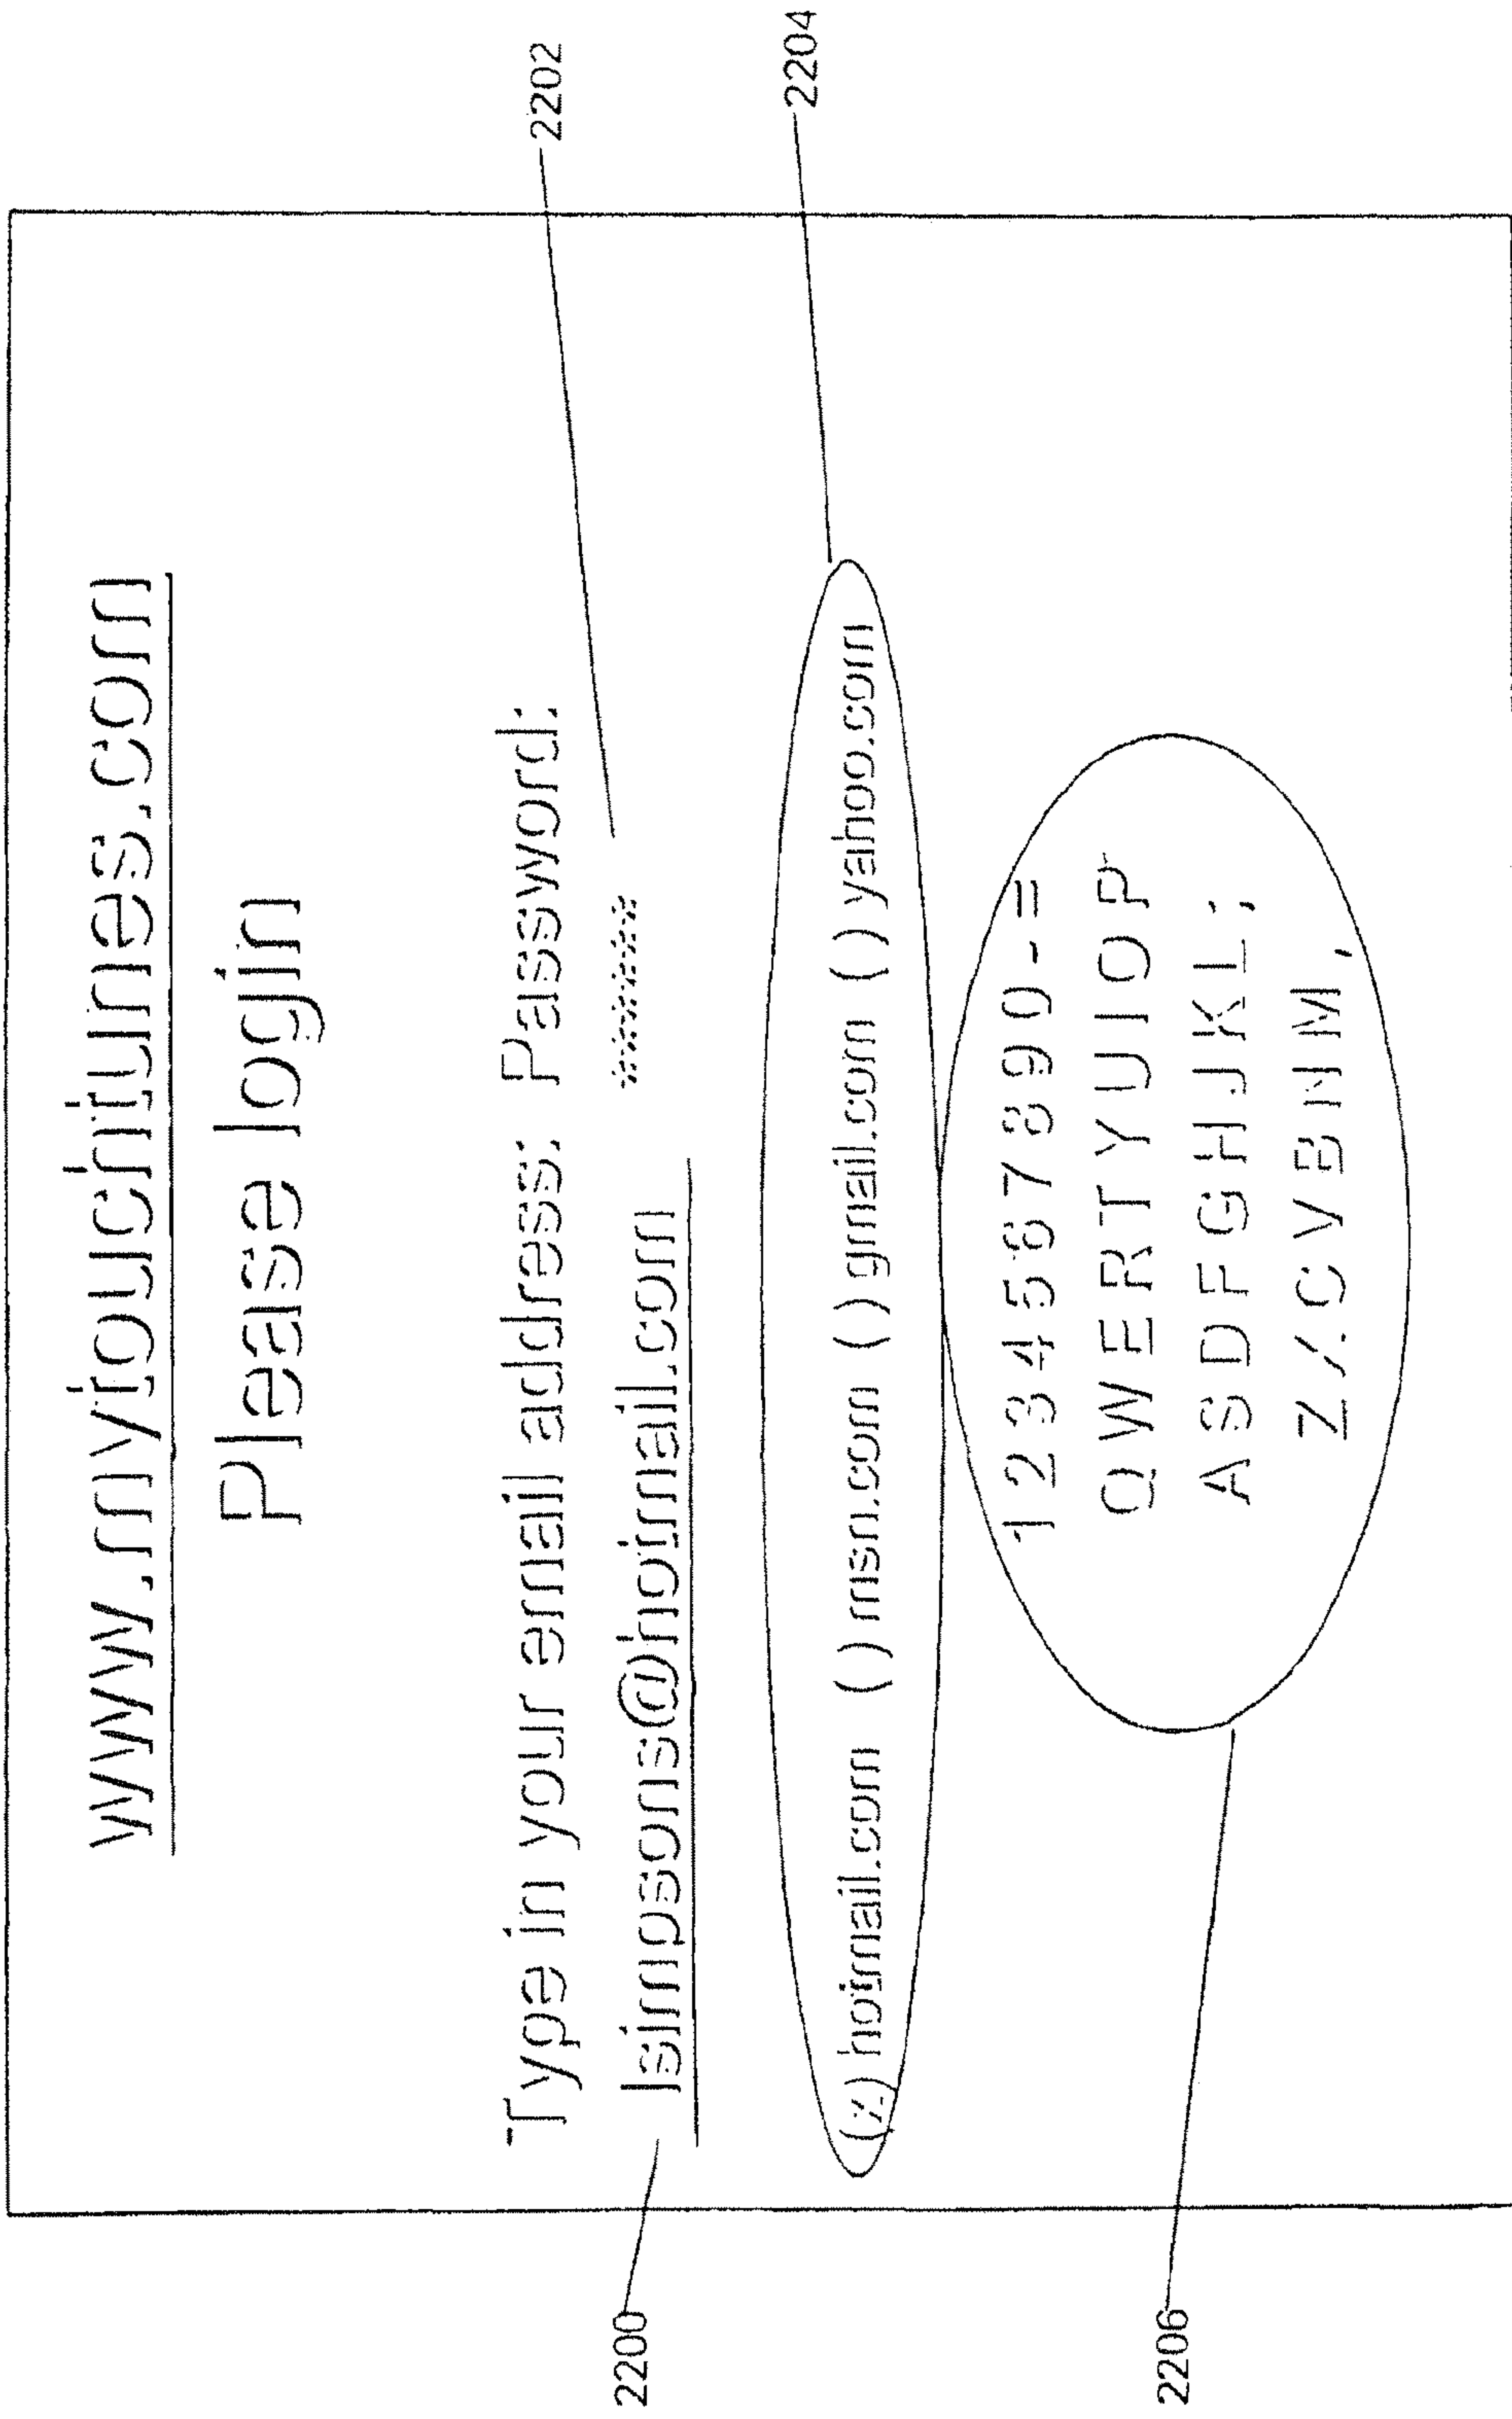 www.mytouchtunes.com
Please login
Type in your email address: Password:
lsimpsons@hotmail.com ******
(x) hotmail.com ( ) msn.com ( ) gmail.com ( ) yahoo.com
1 2 3 4 5 6 7 8 9 0 - =
Q W E R T Y U I O P
A S D F G H J K L ;
Z X C V B N M ,
2200
2202
2204
2206